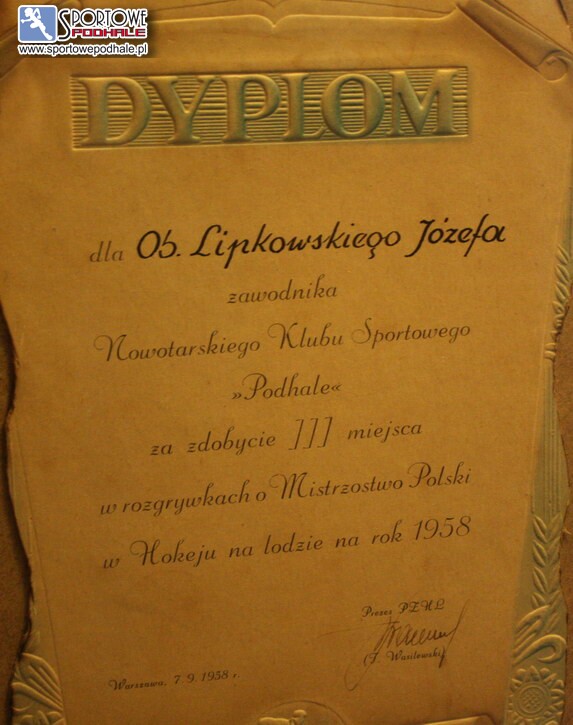 SPORTOWE
PODHALE
www.sportowepodhale.pl
DYPLOM
dla Ob. Lipkowskiego Józefa
zawodnika
Nowotarskiego Klubu Sportowego
»Podhale«
za zdobycie III miejsca
w rozgrywkach o Mistrzostwo Polski
w Hokeju na lodzie na rok 1958
Prezes PZHL
(J. Wasilewski)
Warszawa, 7.9.1958 r.